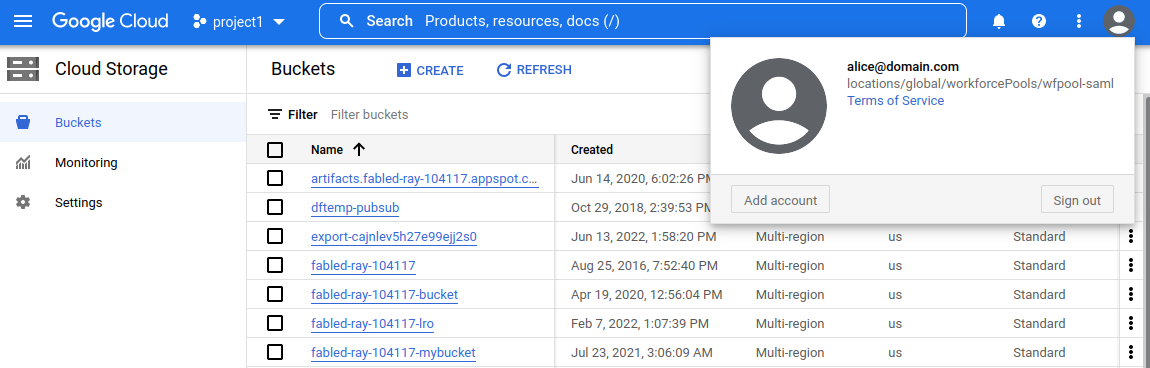 Google Cloud project1 Search Products, resources, docs (/)
Cloud Storage
Buckets
Monitoring
Settings
Buckets CREATE REFRESH
Filter Filter buckets
Name Created
artifacts.fabled-ray-104117.appspot.c... Jun 14, 2020, 6:02:26 PM
dftemp-pubsub Oct 29, 2018, 2:39:53 PM
export-cajnlev5h27e99ejj2s0 Jun 13, 2022, 1:58:20 PM Multi-region us Standard
fabled-ray-104117 Aug 25, 2016, 7:52:40 PM Multi-region us Standard
fabled-ray-104117-bucket Apr 19, 2020, 12:56:04 PM Multi-region us Standard
fabled-ray-104117-lro Feb 7, 2022, 1:07:39 PM Multi-region us Standard
fabled-ray-104117-mybucket Jul 23, 2021, 3:06:09 AM Multi-region us Standard
alice@domain.com
locations/global/workforcePools/wfpool-saml
Terms of Service
Add account Sign out